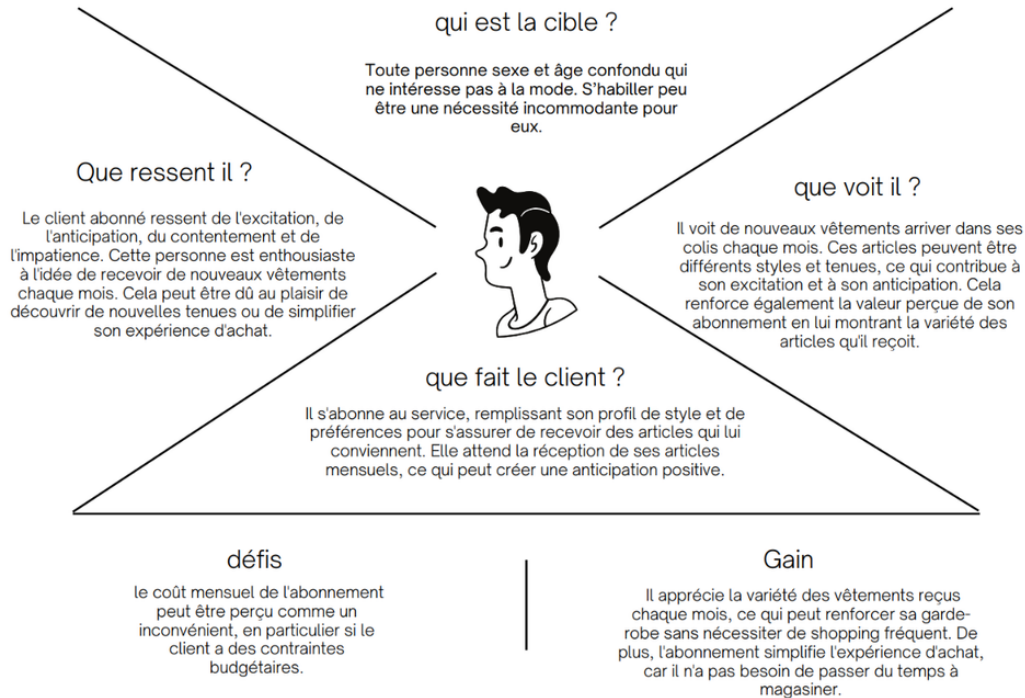 qui est la cible ?
Toute personne sexe et âge confondu qui
ne intéresse pas à la mode. S'habiller peu
être une nécessité incommodante pour
eux.
Que ressent il ?
Le client abonné ressent de l'excitation, de
l'anticipation, du contentement et de
l'impatience. Cette personne est enthousiaste
à l'idée de recevoir de nouveaux vêtements
chaque mois. Cela peut être dû au plaisir de
découvrir de nouvelles tenues ou de simplifier
son expérience d'achat.
que voit il ?
Il voit de nouveaux vêtements arriver dans ses
colis chaque mois. Ces articles peuvent être
différents styles et tenues, ce qui contribue à
son excitation et à son anticipation. Cela
renforce également la valeur perçue de son
abonnement en lui montrant la variété des
articles qu'il reçoit.
que fait le client ?
Il s'abonne au service, remplissant son profil de style et de
préférences pour s'assurer de recevoir des articles qui lui
conviennent. Elle attend la réception de ses articles
mensuels, ce qui peut créer une anticipation positive.
défis
le coût mensuel de l'abonnement
peut être perçu comme un
inconvénient, en particulier si le
client a des contraintes
budgétaires.
Gain
Il apprécie la variété des vêtements reçus
chaque mois, ce qui peut renforcer sa garde-
robe sans nécessiter de shopping fréquent. De
plus, l'abonnement simplifie l'expérience d'achat,
car il n'a pas besoin de passer du temps à
magasiner.